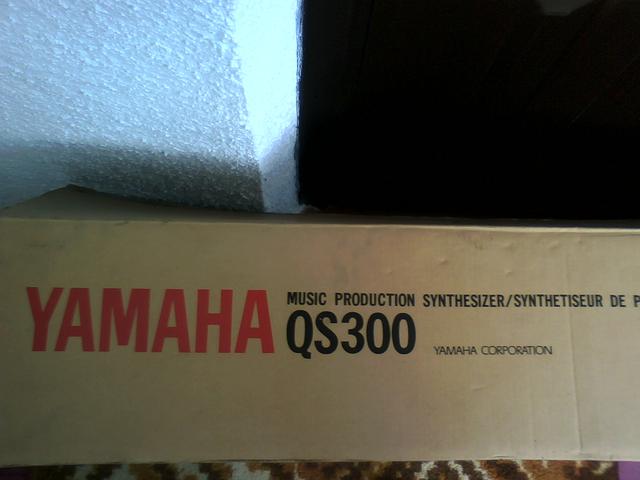 YAMAHA
MUSIC PRODUCTION SYNTHESIZER/SYNTHETISEUR DE
QS300
YAMAHA CORPORATION